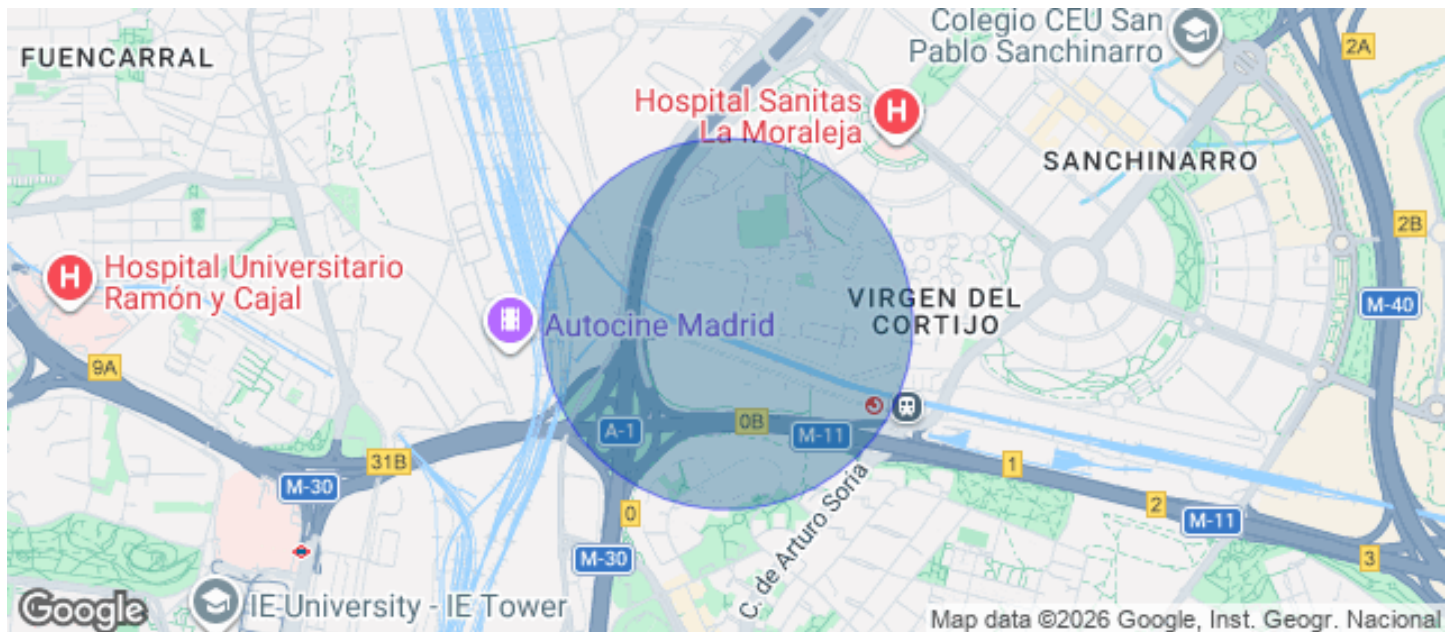 Colegio CEU San
Pablo Sanchinarro
2A
FUENCARRAL
Hospital Sanitas
La Moraleja
SANCHINARRO
2B
Hospital Universitario
Ramón y Cajal
VIRGEN DEL
CORTIJO
M-40
Autocine Madrid
9A
0B
A-1
M-11
31B
1
M-30
2
0
M-11
M-30
C. de Arturo Soria
3
IE University - IE Tower
Google
Map data ©2026 Google, Inst. Geogr. Nacional